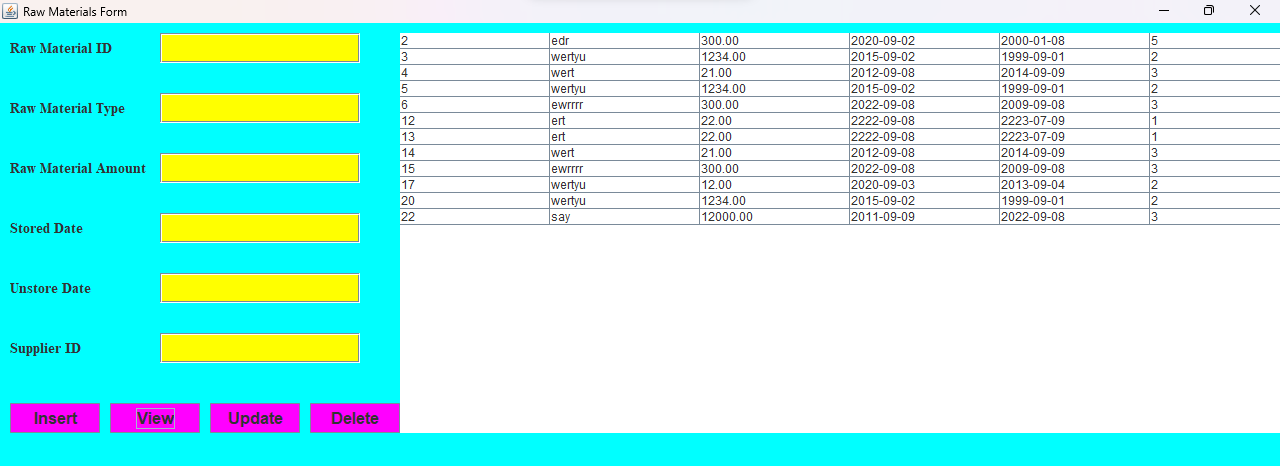 Raw Materials Form
Raw Material ID
Raw Material Type
Raw Material Amount
Stored Date
Unstore Date
Supplier ID
Insert View Update Delete
2 edr 300.00 2020-09-02 2000-01-08 5
3 wertyu 1234.00 2015-09-02 1999-09-01 2
4 wert 21.00 2012-09-08 2014-09-09 3
5 wertyu 1234.00 2015-09-02 1999-09-01 2
6 ewrrrr 300.00 2022-09-08 2009-09-08 3
12 ert 22.00 2222-09-08 2223-07-09 1
13 ert 22.00 2222-09-08 2223-07-09 1
14 wert 21.00 2012-09-08 2014-09-09 3
15 ewrrrr 300.00 2022-09-08 2009-09-08 3
17 wertyu 12.00 2020-09-03 2013-09-04 2
20 wertyu 1234.00 2015-09-02 1999-09-01 2
22 say 12000.00 2011-09-09 2022-09-08 3